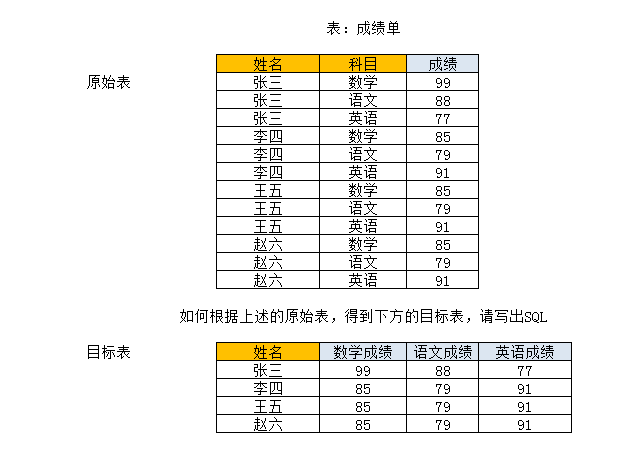 表：成绩单
姓名 科目 成绩
原始表 张三 数学 99
张三 语文 88
张三 英语 77
李四 数学 85
李四 语文 79
李四 英语 91
王五 数学 85
王五 语文 79
王五 英语 91
赵六 数学 85
赵六 语文 79
赵六 英语 91
如何根据上述的原始表，得到下方的目标表，请写出SQL
目标表 姓名 数学成绩 语文成绩 英语成绩
张三 99 88 77
李四 85 79 91
王五 85 79 91
赵六 85 79 91